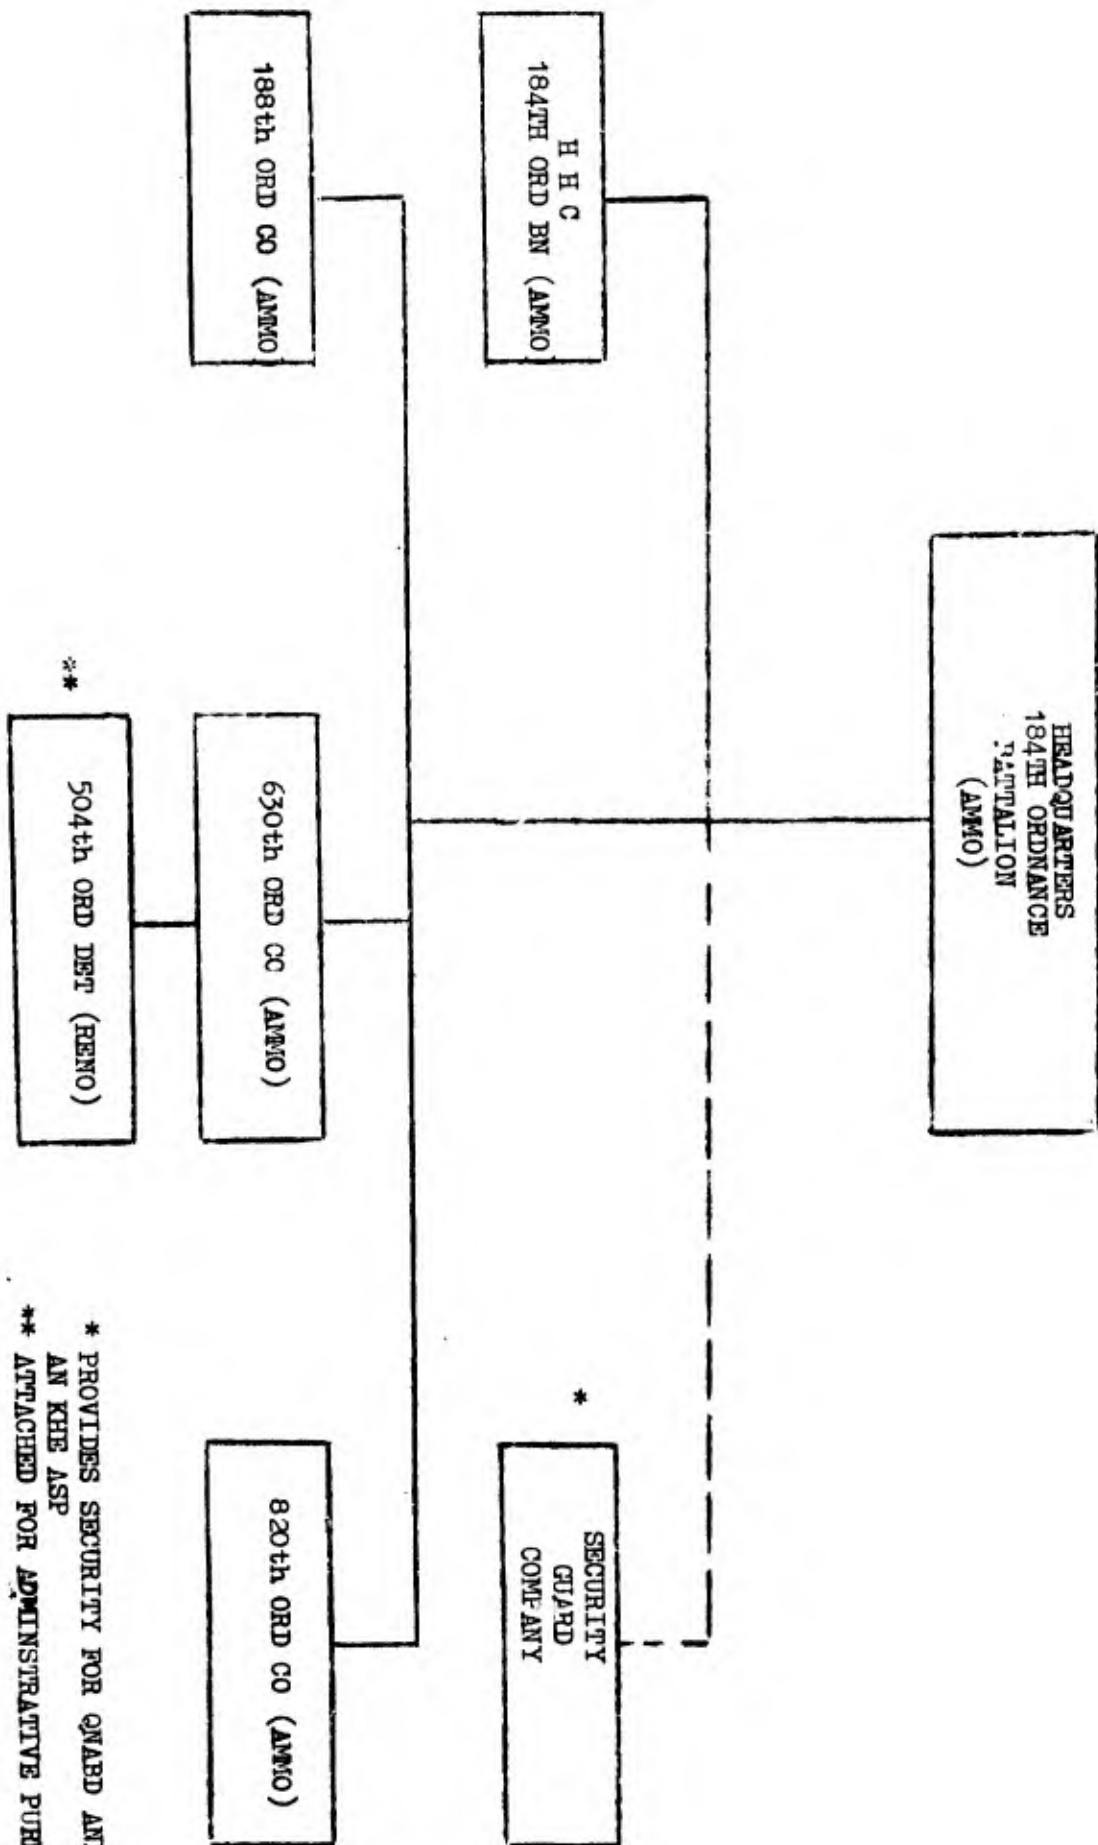 HEADQUARTERS
184TH ORDNANCE
BATTALION
(AMMO)
H H C
184TH ORD BN (AMMO)
*
SECURITY
GUARD
COMPANY
188th ORD CO (AMMO)
630th ORD CO (AMMO)
820th ORD CO (AMMO)
**
504th ORD DET (RENO)
* PROVIDES SECURITY FOR QNABD
AN KHE ASP
** ATTACHED FOR ADMINSTRATIVE